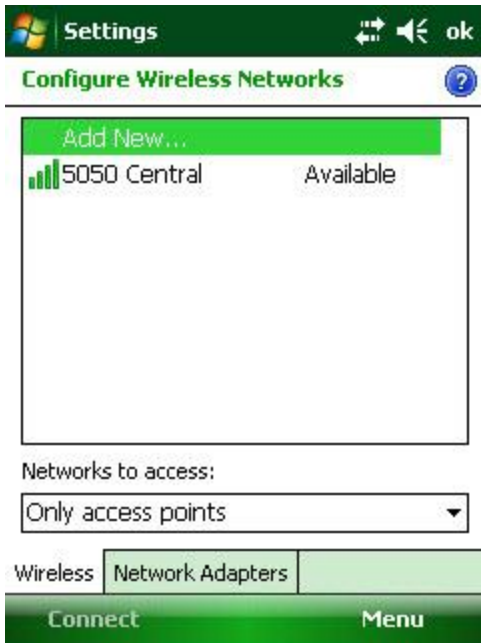 Settings ok
Configure Wireless Networks ?
Add New...
5050 Central Available
Networks to access:
Only access points
Wireless Network Adapters
Connect Menu